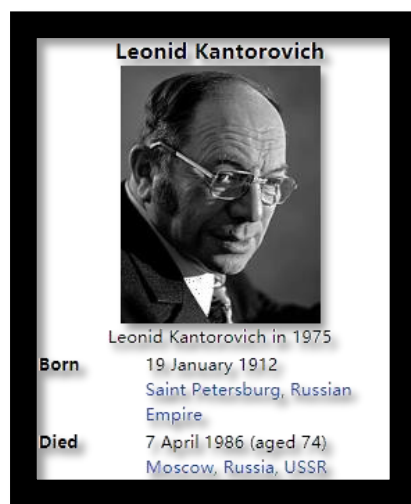 Leonid Kantorovich
Leonid Kantorovich in 1975
Born 19 January 1912
Saint Petersburg, Russian
Empire
Died 7 April 1986 (aged 74)
Moscow, Russia, USSR